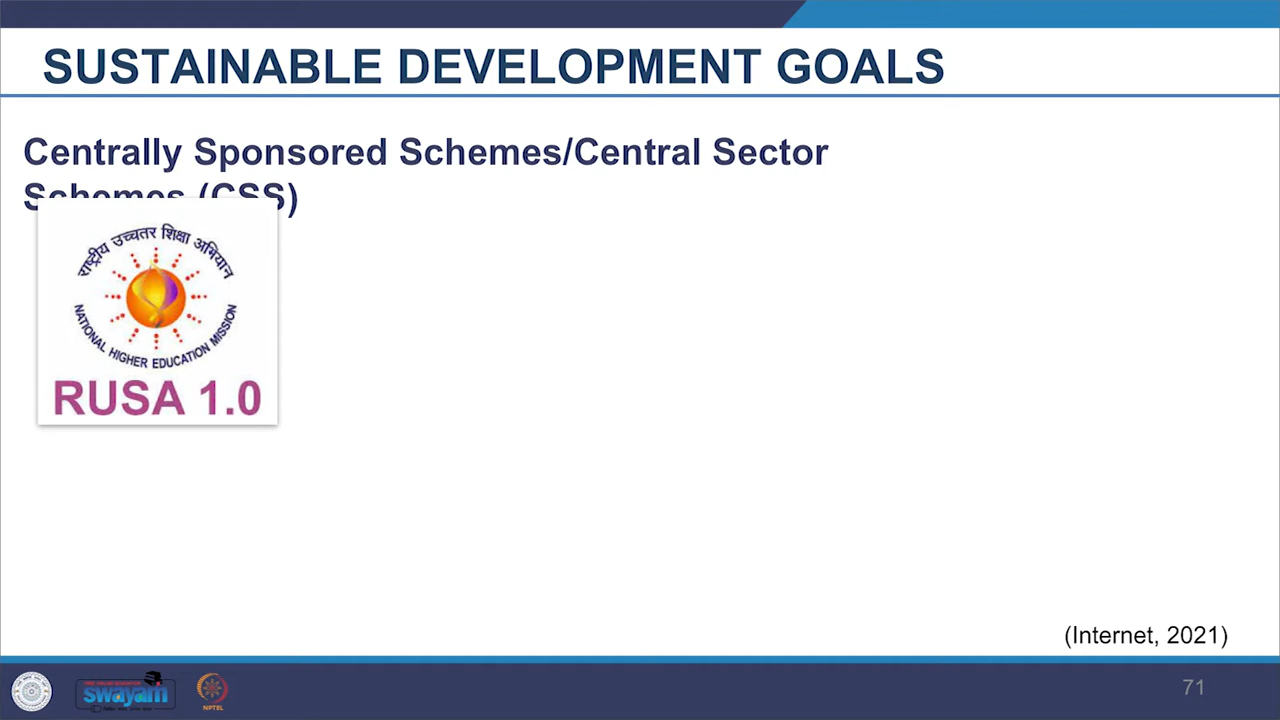 SUSTAINABLE DEVELOPMENT GOALS
Centrally Sponsored Schemes/Central Sector
Schemes (CSS)
राष्ट्रीय उच्चतर शिक्षा अभियान
NATIONAL HIGHER EDUCATION MISSION
RUSA 1.0
(Internet, 2021)
swayam
NPTEL
71